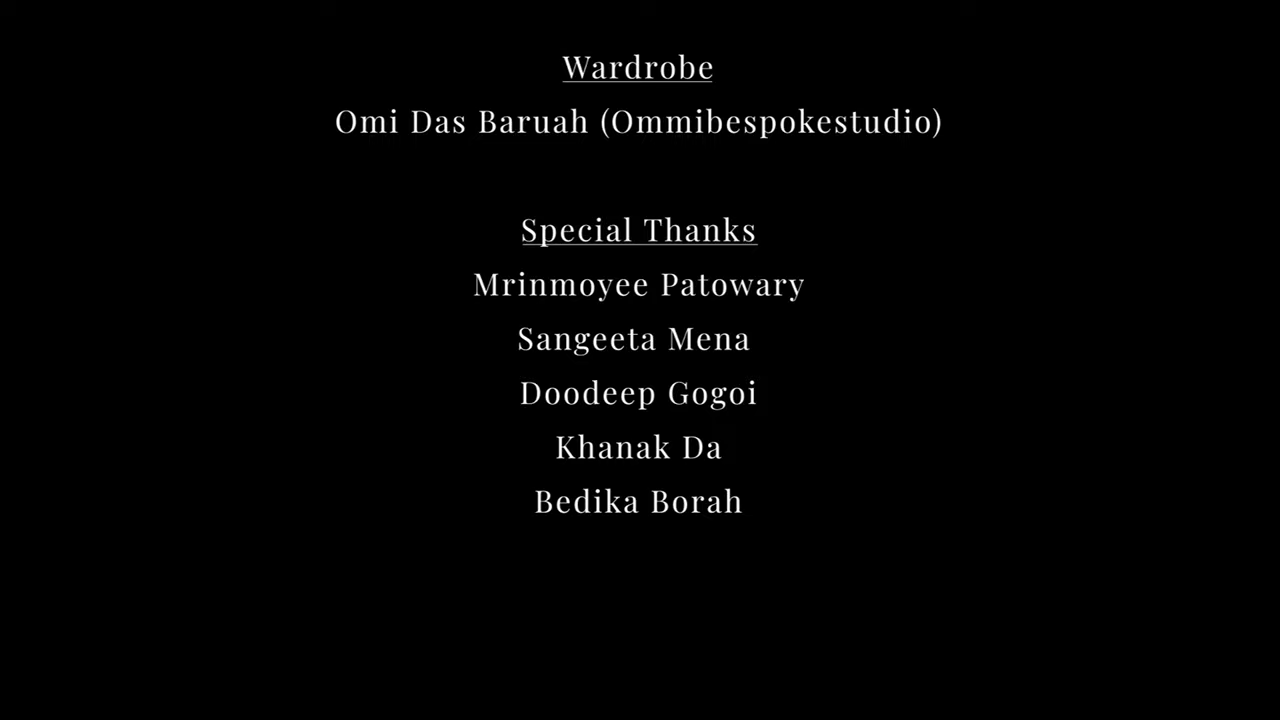 Wardrobe
Omi Das Baruah (Ommibespokestudio)
Special Thanks
Mrinmoyee Patowary
Sangeeta Mena
Doodeep Gogoi
Khanak Da
Bedika Borah